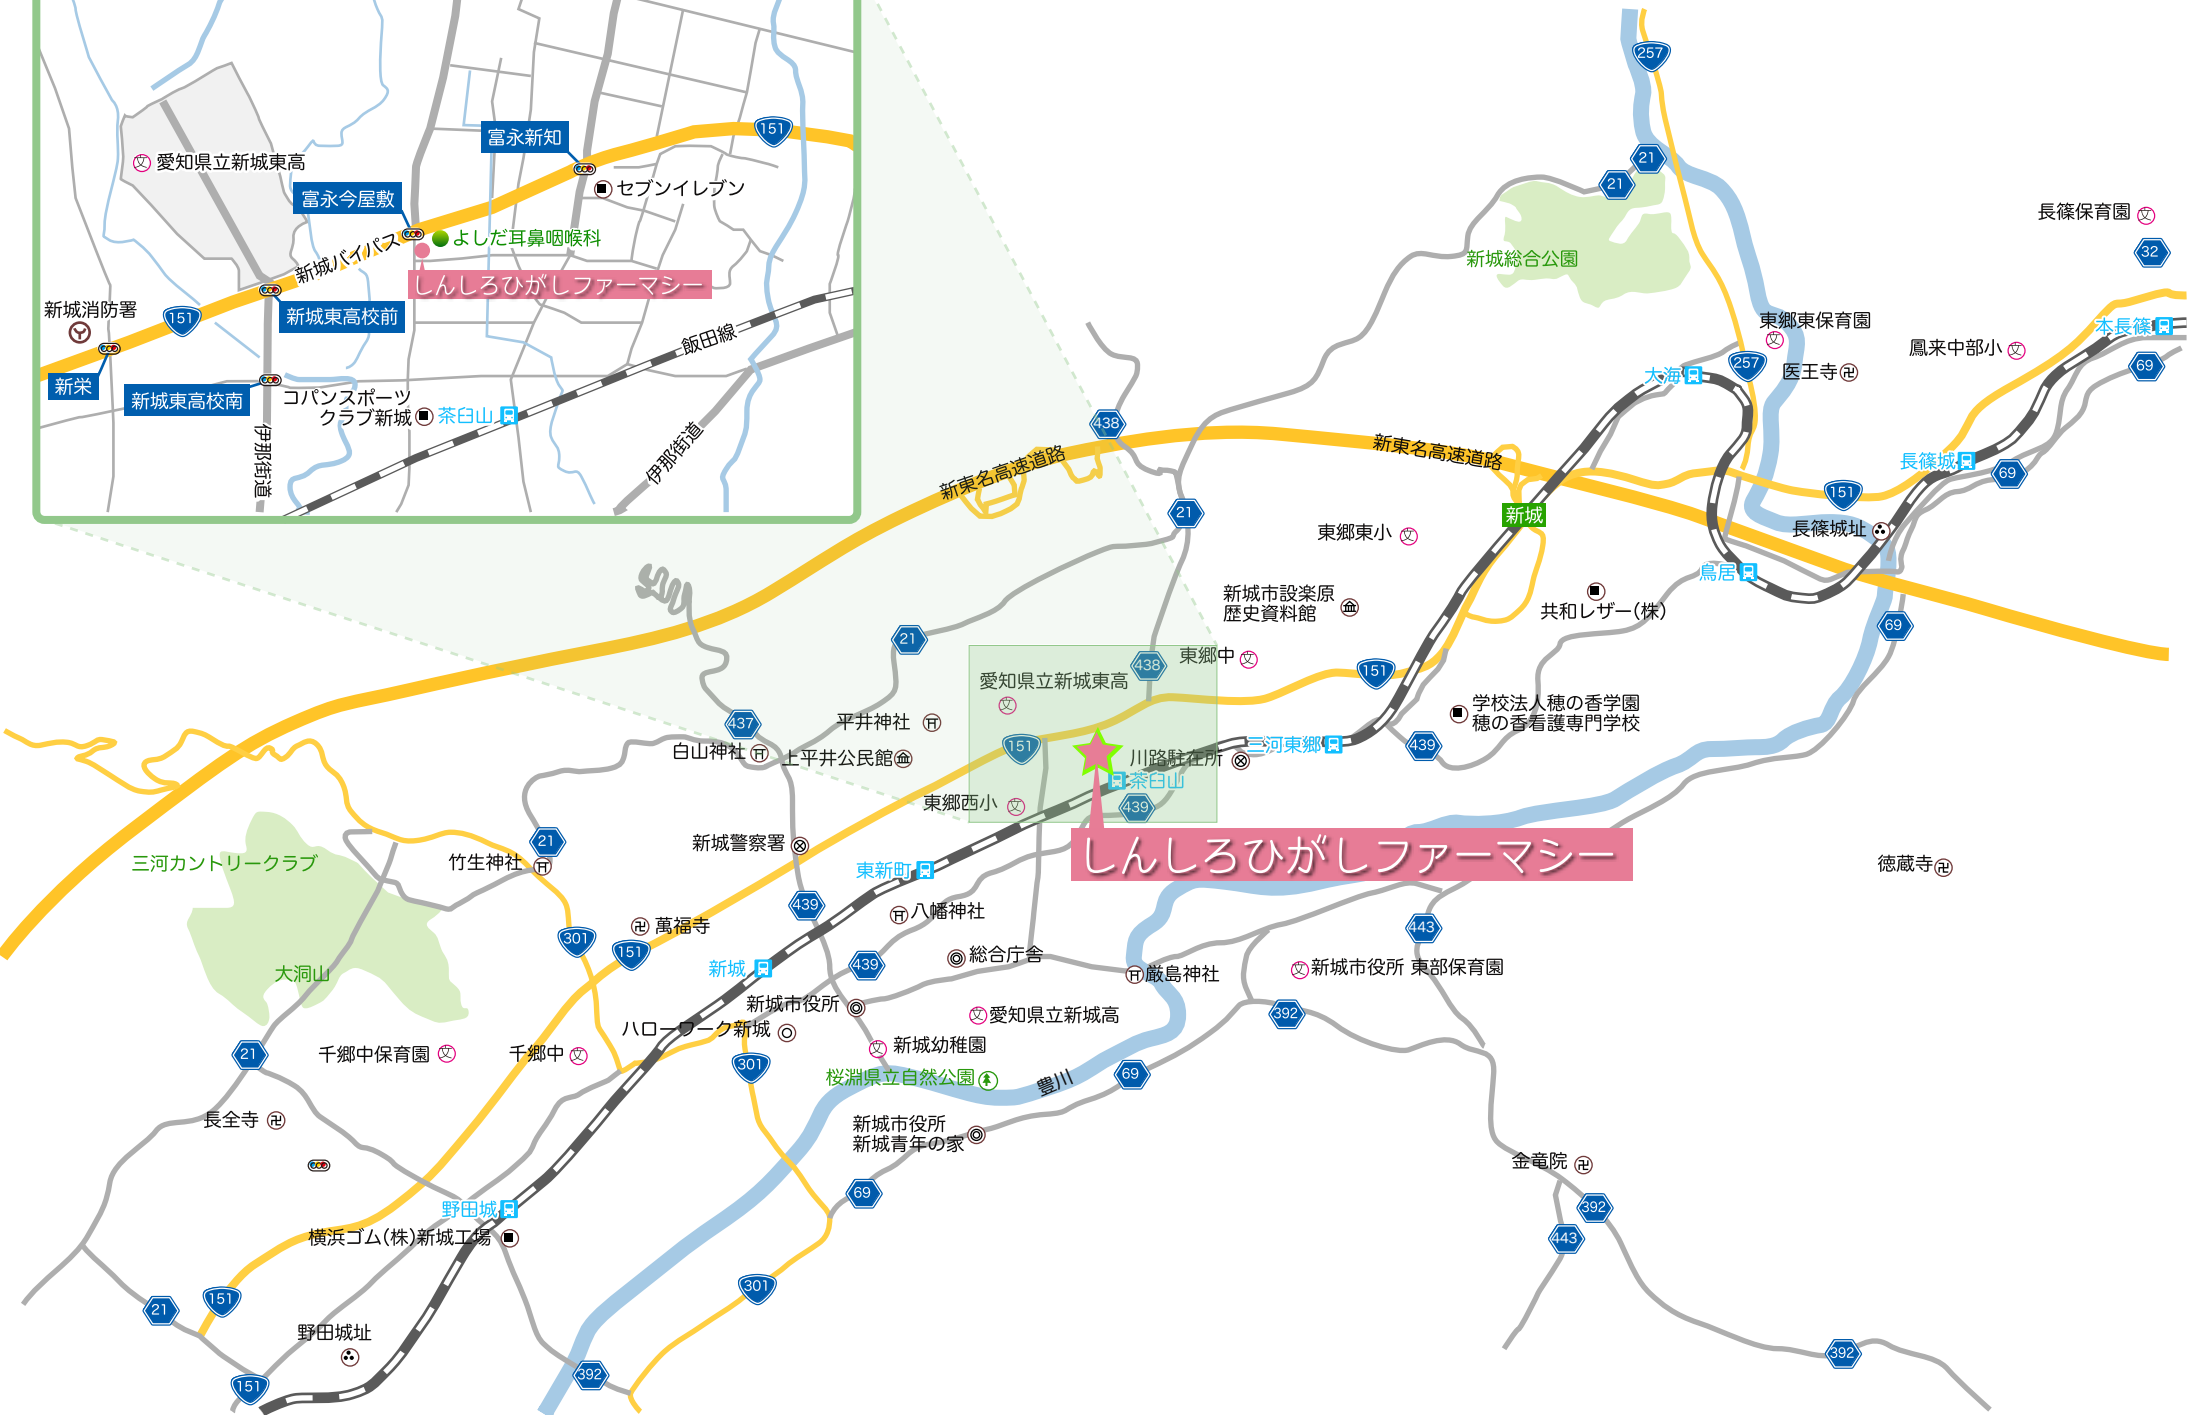 富永新知
151
愛知県立新城東高
セブンイレブン
富永今屋敷
よしだ耳鼻咽喉科
新城バイパス
しんしろひがしファーマシー
新城消防署
151
新城東高校前
飯田線
新栄
新城東高校南
コパンスポーツ
クラブ新城
茶臼山
伊那街道
伊那街道
257
21
21
長篠保育園
32
新城総合公園
東郷東保育園
本長篠
鳳来中部小
257
医王寺
69
大海
438
新東名高速道路
新東名高速道路
長篠城
69
151
21
新城
東郷東小
長篠城址
鳥居
新城市設楽原
歴史資料館
共和レザー(株)
69
21
438
東郷中
愛知県立新城東高
151
学校法人穂の香学園
穂の香看護専門学校
437
平井神社
白山神社
上平井公民館
151
川路駐在所
三河東郷
439
茶臼山
東郷西小
439
しんしろひがしファーマシー
21
新城警察署
三河カントリークラブ
竹生神社
東新町
徳蔵寺
439
八幡神社
萬福寺
443
301
151
総合庁舎
439
新城
大洞山
厳島神社
新城市役所 東部保育園
新城市役所
ハローワーク新城
愛知県立新城高
392
21
千郷中保育園
千郷中
新城幼稚園
301
桜淵県立自然公園
豊川
69
長全寺
新城市役所
新城青年の家
金竜院
69
392
野田城
横浜ゴム(株)新城工場
443
301
151
21
野田城址
392
392
151